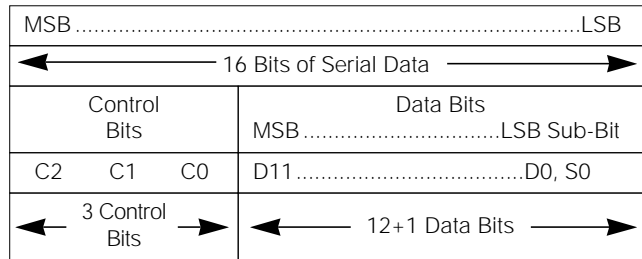 MSB..........................................................................LSB
16 Bits of Serial Data
Control Bits
Data Bits
MSB.............................LSB Sub-Bit
C2 C1 C0
D11.................................D0, S0
3 Control Bits
12+1 Data Bits